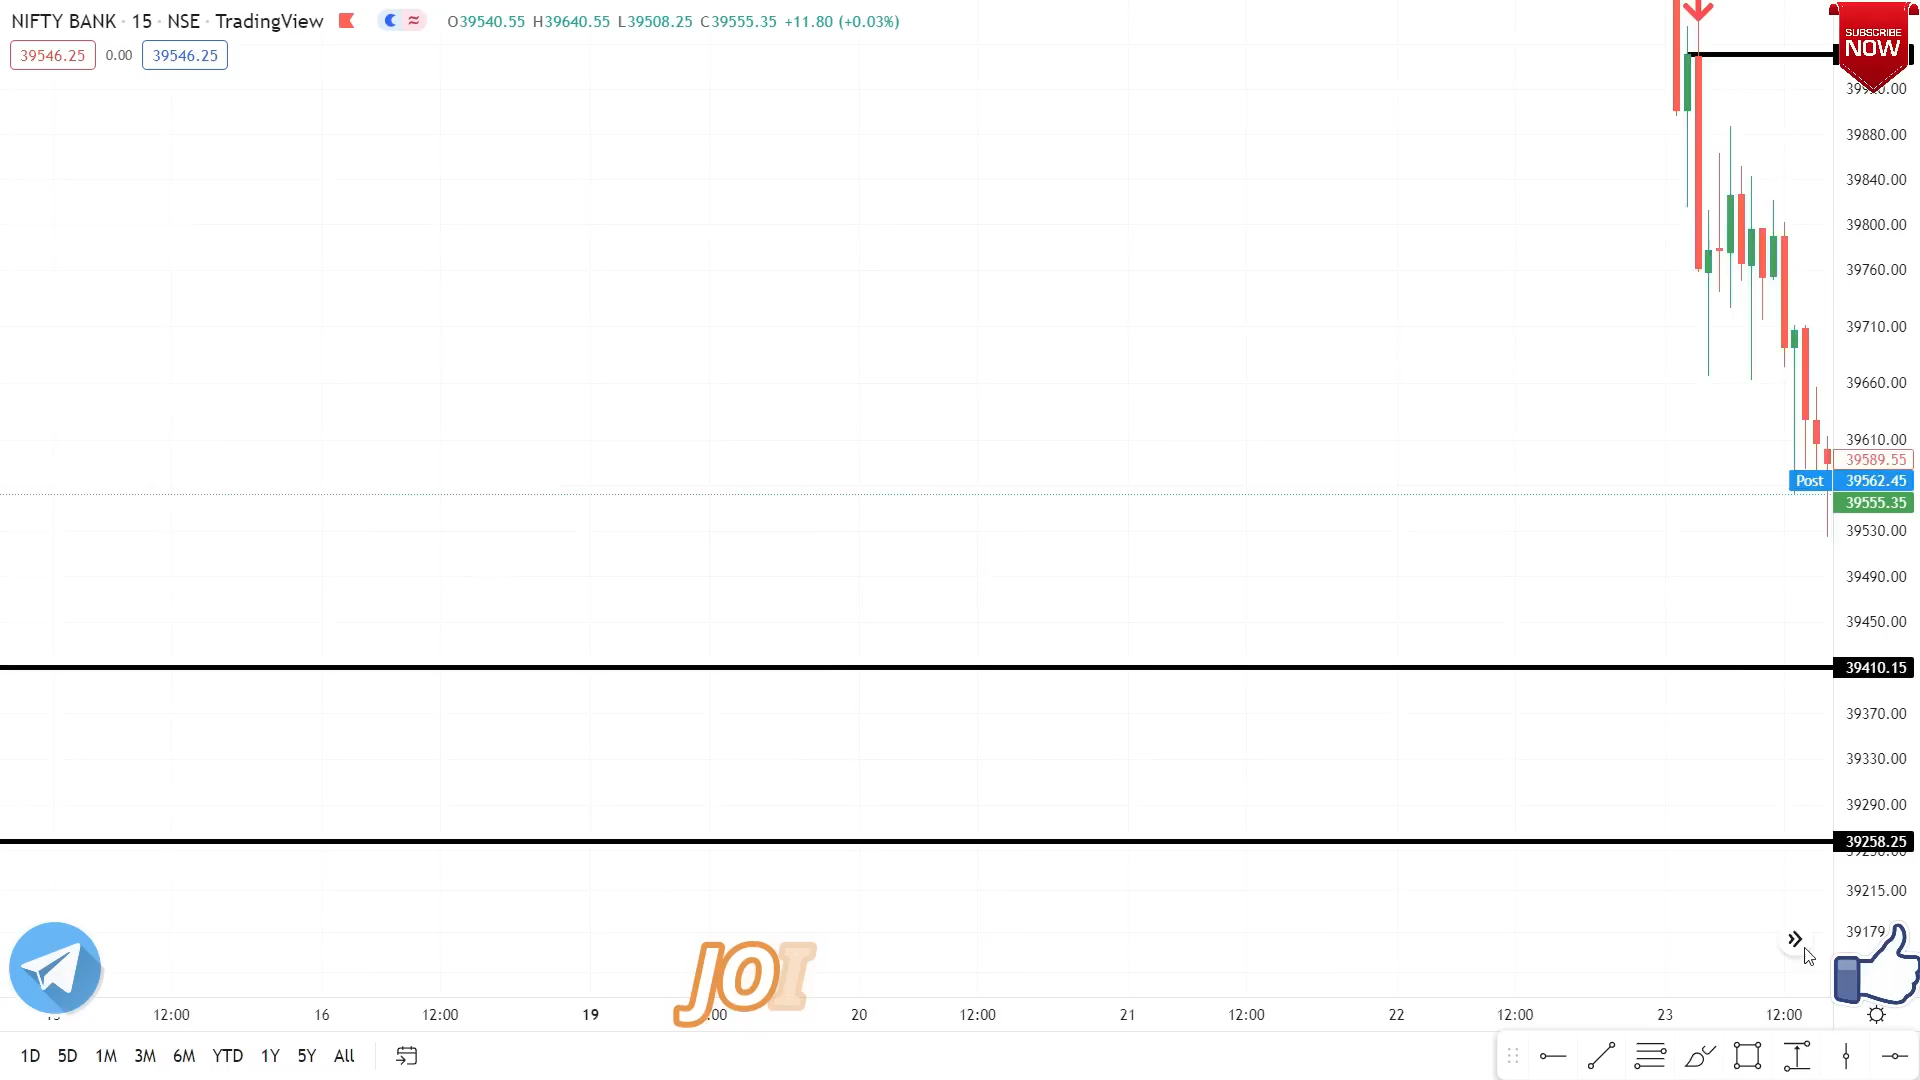 NIFTY BANK · 15 · NSE · TradingView
O39540.55 H39640.55 L39508.25 C39555.35 +11.80 (+0.03%)
SUBSCRIBE
NOW
39546.25 0.00 39546.25
39880.00
39840.00
39800.00
39760.00
39710.00
39660.00
39610.00
39589.55
Post 39562.45
39555.35
39530.00
39490.00
39450.00
39410.15
39370.00
39330.00
39290.00
39258.25
39215.00
39179
JOI
12:00 16 12:00 19 :00 20 12:00 21 12:00 22 12:00 23 12:00
1D 5D 1M 3M 6M YTD 1Y 5Y All